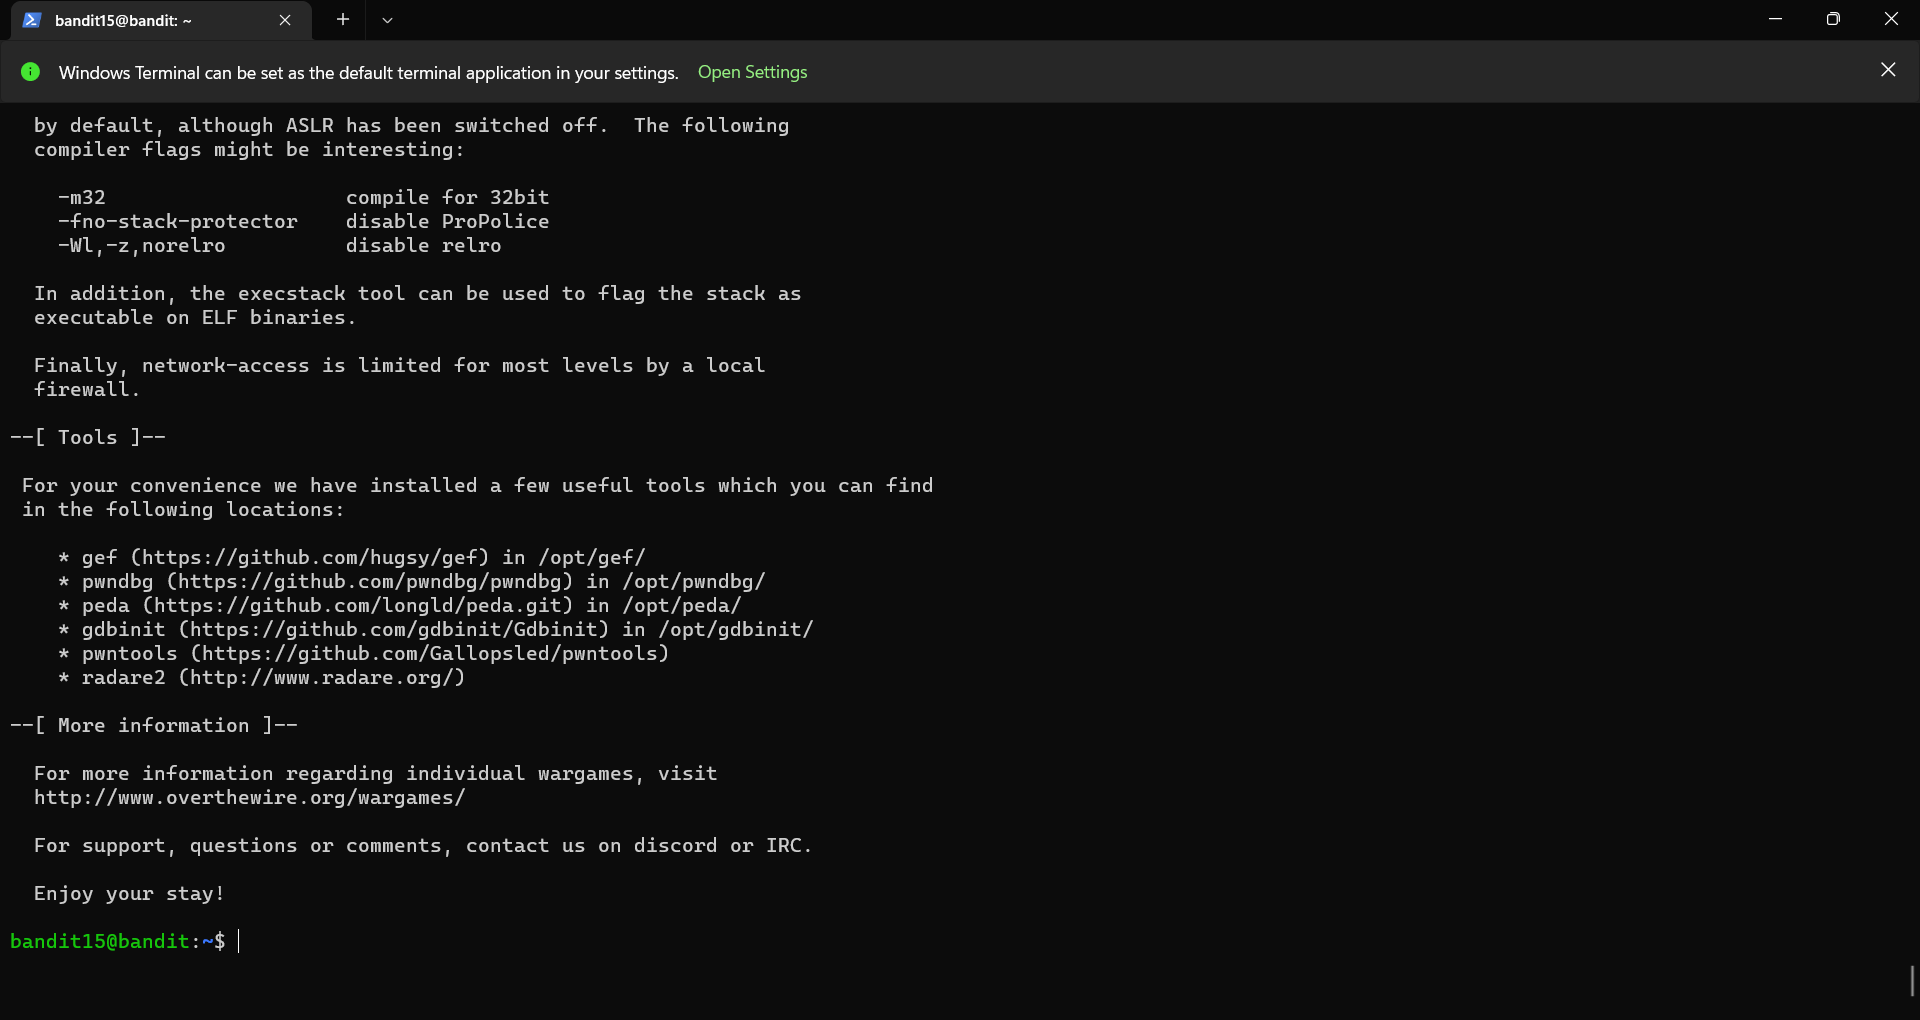 bandit15@bandit: ~
Windows Terminal can be set as the default terminal application in your settings. Open Settings
by default, although ASLR has been switched off.  The following
compiler flags might be interesting:
-m32                    compile for 32bit
-fno-stack-protector    disable ProPolice
-Wl,-z,norelro          disable relro
In addition, the execstack tool can be used to flag the stack as
executable on ELF binaries.
Finally, network-access is limited for most levels by a local
firewall.
--[ Tools ]--
For your convenience we have installed a few useful tools which you can find
in the following locations:
* gef (https://github.com/hugsy/gef) in /opt/gef/
* pwndbg (https://github.com/pwndbg/pwndbg) in /opt/pwndbg/
* peda (https://github.com/longld/peda.git) in /opt/peda/
* gdbinit (https://github.com/gdbinit/Gdbinit) in /opt/gdbinit/
* pwntools (https://github.com/Gallopsled/pwntools)
* radare2 (http://www.radare.org/)
--[ More information ]--
For more information regarding individual wargames, visit
http://www.overthewire.org/wargames/
For support, questions or comments, contact us on discord or IRC.
Enjoy your stay!
bandit15@bandit:~$